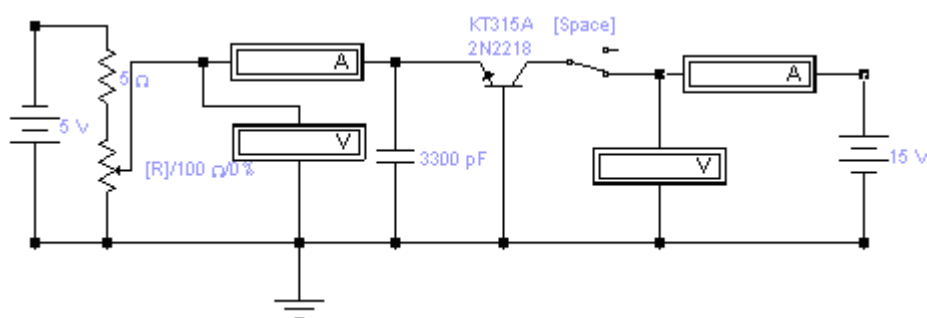 KT315A [Space]
2N2218
A
A
5 Ω
5 V
V
[R]/100 Ω/0%
3300 pF
V
15 V